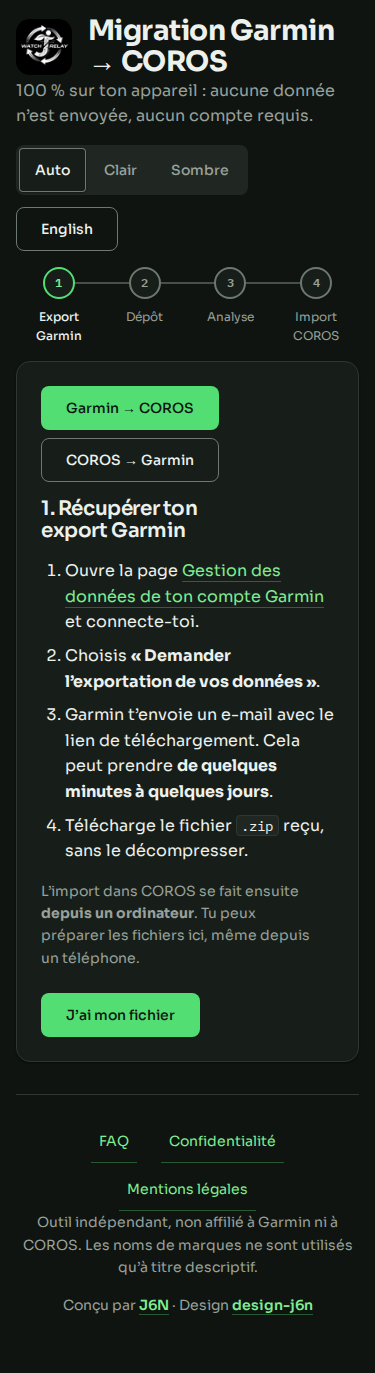 WATCH RELAY
Migration Garmin
→ COROS
100 % sur ton appareil : aucune donnée
n’est envoyée, aucun compte requis.
Auto Clair Sombre
English
1 2 3 4
Export Dépôt Analyse Import
Garmin COROS
Garmin → COROS
COROS → Garmin
1. Récupérer ton
export Garmin
1. Ouvre la page Gestion des
données de ton compte Garmin
et connecte-toi.
2. Choisis « Demander
l’exportation de vos données ».
3. Garmin t’envoie un e-mail avec le
lien de téléchargement. Cela
peut prendre de quelques
minutes à quelques jours.
4. Télécharge le fichier .zip reçu,
sans le décompresser.
L’import dans COROS se fait ensuite
depuis un ordinateur. Tu peux
préparer les fichiers ici, même depuis
un téléphone.
J’ai mon fichier
FAQ Confidentialité
Mentions légales
Outil indépendant, non affilié à Garmin ni à
COROS. Les noms de marques ne sont utilisés
qu’à titre descriptif.
Conçu par J6N · Design design-j6n